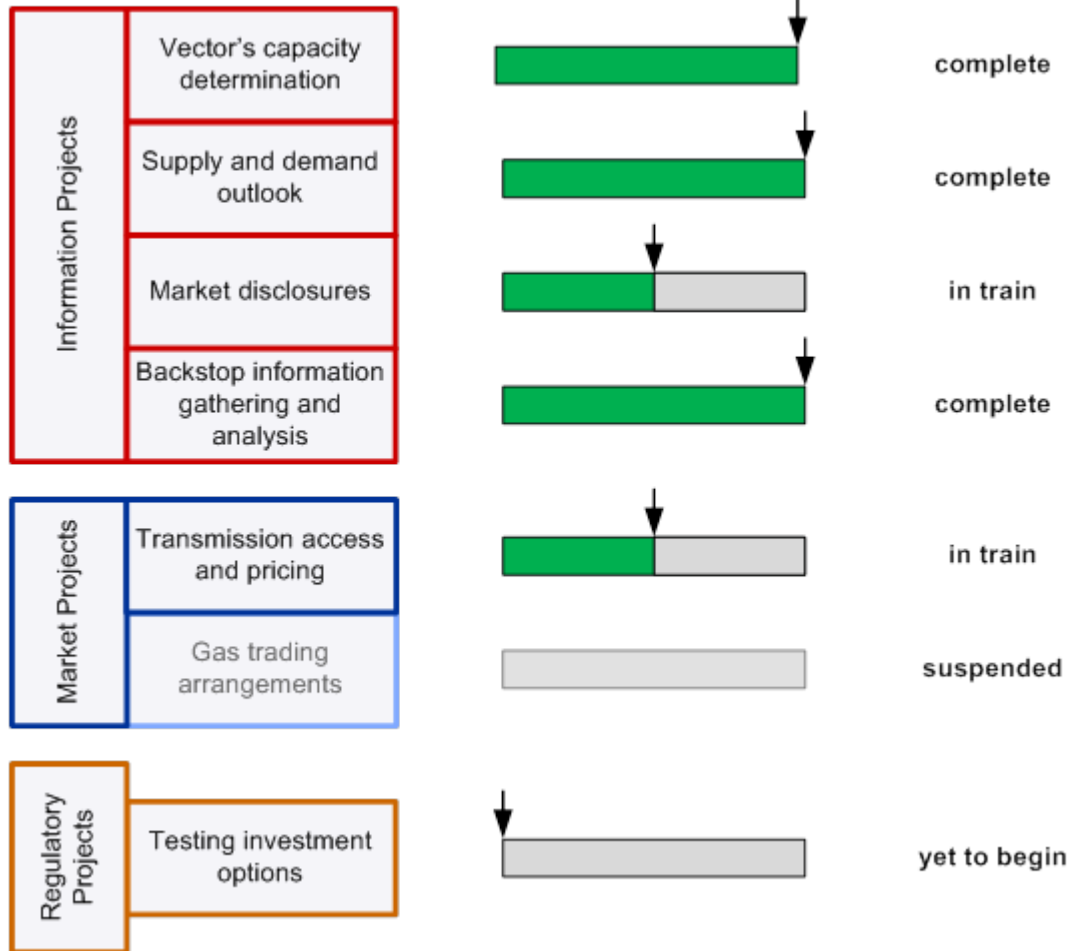 Information Projects
Vector’s capacity
determination
complete
Supply and demand
outlook
complete
Market disclosures
in train
Backstop information
gathering and
analysis
complete
Market Projects
Transmission access
and pricing
in train
Gas trading
arrangements
suspended
Regulatory
Projects
Testing investment
options
yet to begin